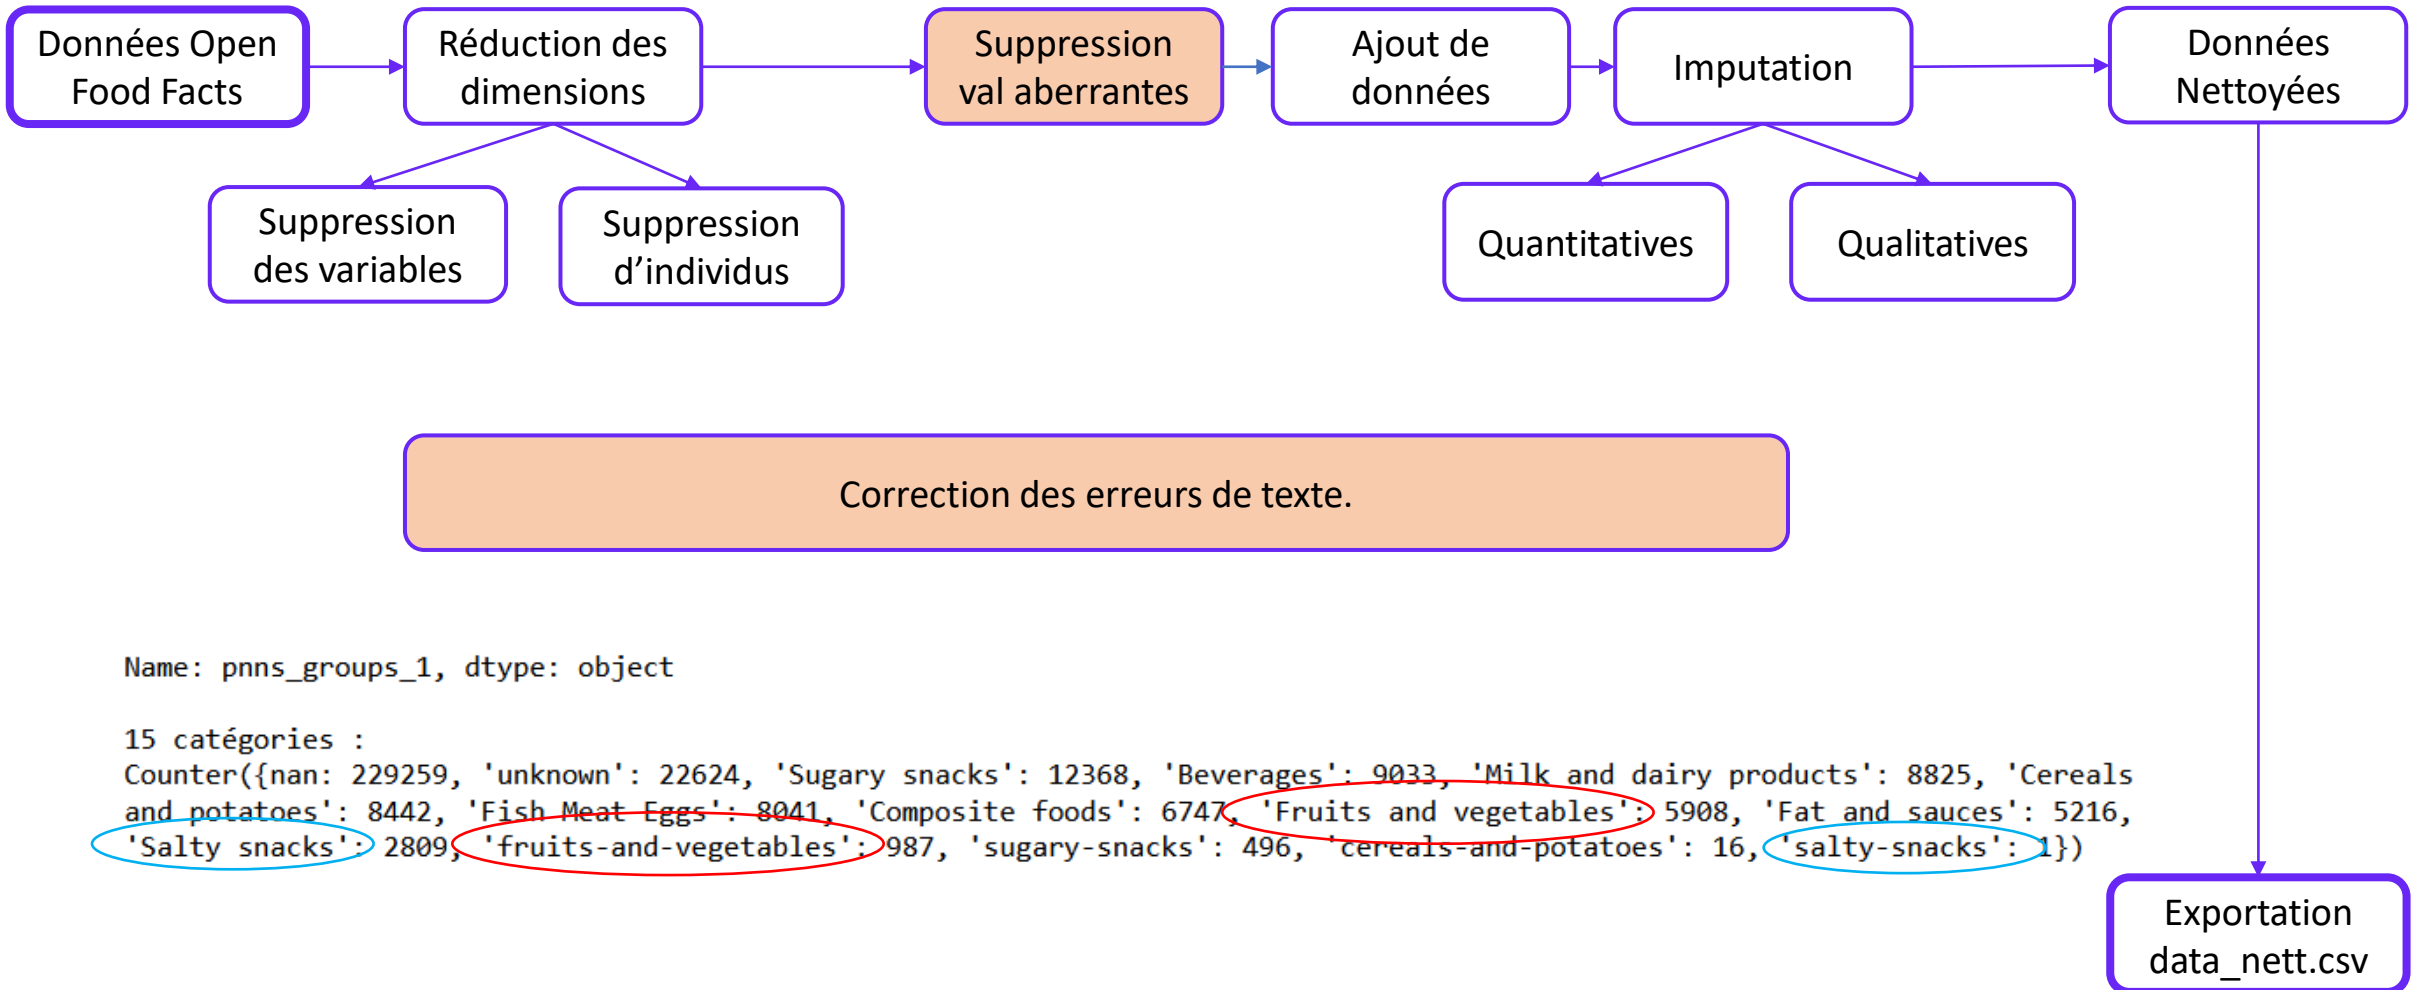 Données Open
Food Facts
Réduction des
dimensions
Suppression
val aberrantes
Ajout de
données
Imputation
Données
Nettoyées
Suppression
des variables
Suppression
d’individus
Quantitatives
Qualitatives
Correction des erreurs de texte.
Name: pnns_groups_1, dtype: object
15 catégories :
Counter({nan: 229259, 'unknown': 22624, 'Sugary snacks': 12368, 'Beverages': 9033, 'Milk and dairy products': 8825, 'Cereals
and potatoes': 8442, 'Fish Meat Eggs': 8041, 'Composite foods': 6747, 'Fruits and vegetables': 5908, 'Fat and sauces': 5216,
'Salty snacks': 2809, 'fruits-and-vegetables': 987, 'sugary-snacks': 496, 'cereals-and-potatoes': 16, 'salty-snacks': 1})
Exportation
data_nett.csv